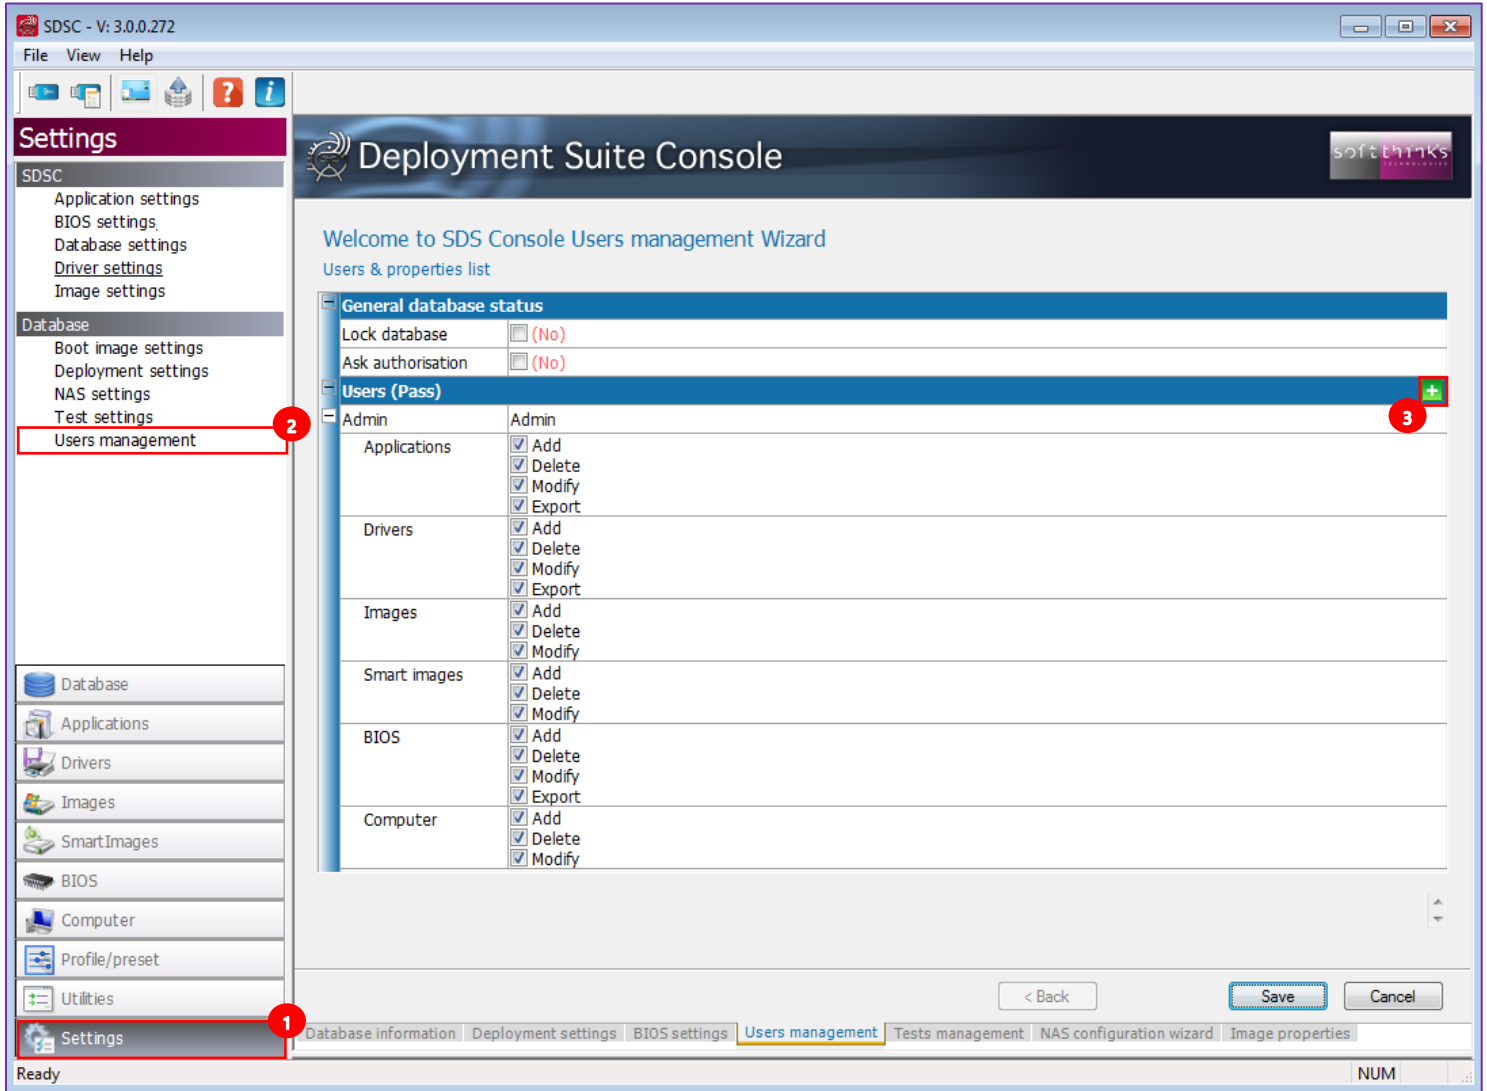 SDSC - V: 3.0.0.272
File View Help
Settings
SDSC
Application settings
BIOS settings
Database settings
Driver settings
Image settings
Database
Boot image settings
Deployment settings
NAS settings
Test settings
Users management
2
Database
Applications
Drivers
Images
SmartImages
BIOS
Computer
Profile/preset
Utilities
Settings
1
Deployment Suite Console
softthinks
TECHNOLOGIES
Welcome to SDS Console Users management Wizard
Users & properties list
General database status
Lock database (No)
Ask authorisation (No)
Users (Pass)
3
Admin Admin
Applications Add
Delete
Modify
Export
Drivers Add
Delete
Modify
Export
Images Add
Delete
Modify
Smart images Add
Delete
Modify
BIOS Add
Delete
Modify
Export
Computer Add
Delete
Modify
< Back Save Cancel
Database information Deployment settings BIOS settings Users management Tests management NAS configuration wizard Image properties
Ready NUM